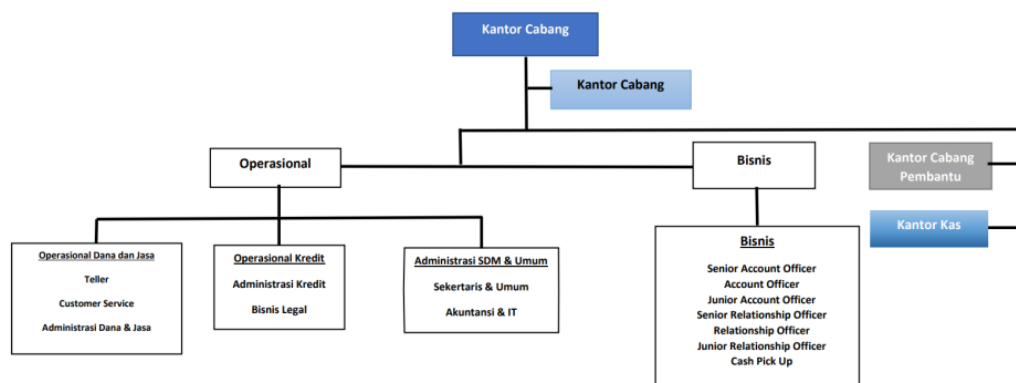 Kantor Cabang
Kantor Cabang
Operasional
Bisnis
Kantor Cabang
Pembantu
Kantor Kas
Operasional Dana dan Jasa
Teller
Customer Service
Administrasi Dana & Jasa
Operasional Kredit
Administrasi Kredit
Bisnis Legal
Administrasi SDM & Umum
Sekertaris & Umum
Akuntansi & IT
Bisnis
Senior Account Officer
Account Officer
Junior Account Officer
Senior Relationship Officer
Relationship Officer
Junior Relationship Officer
Cash Pick Up